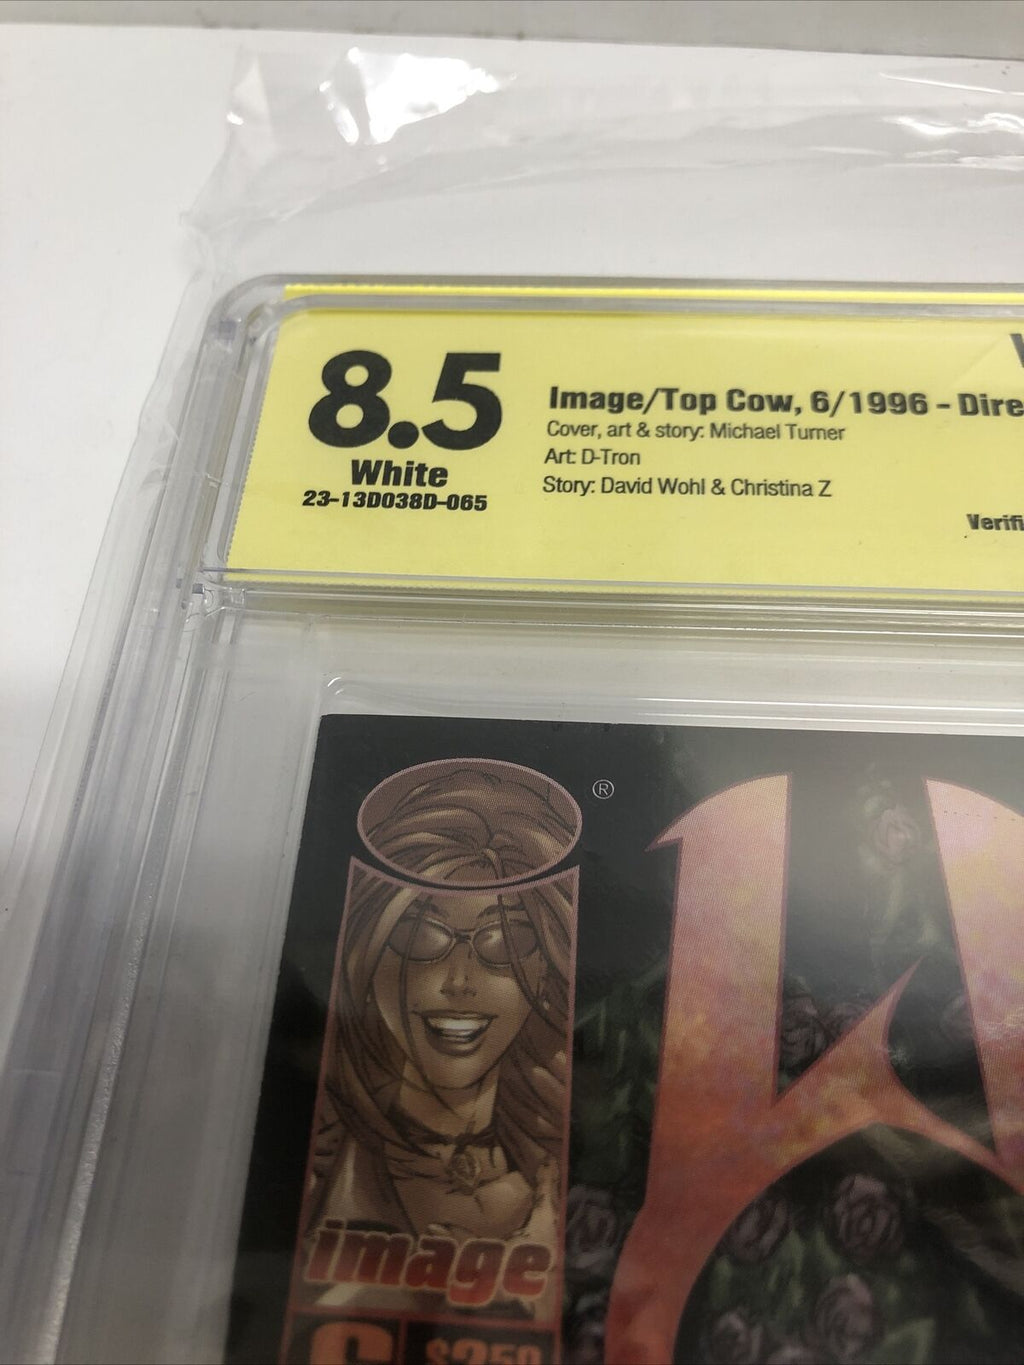 8.5
White
23-13D038D-065
Image/Top Cow, 6/1996 - Dire
Cover, art & story: Michael Turner
Art: D-Tron
Story: David Wohl & Christina Z
Verifi
®
image
$2.50